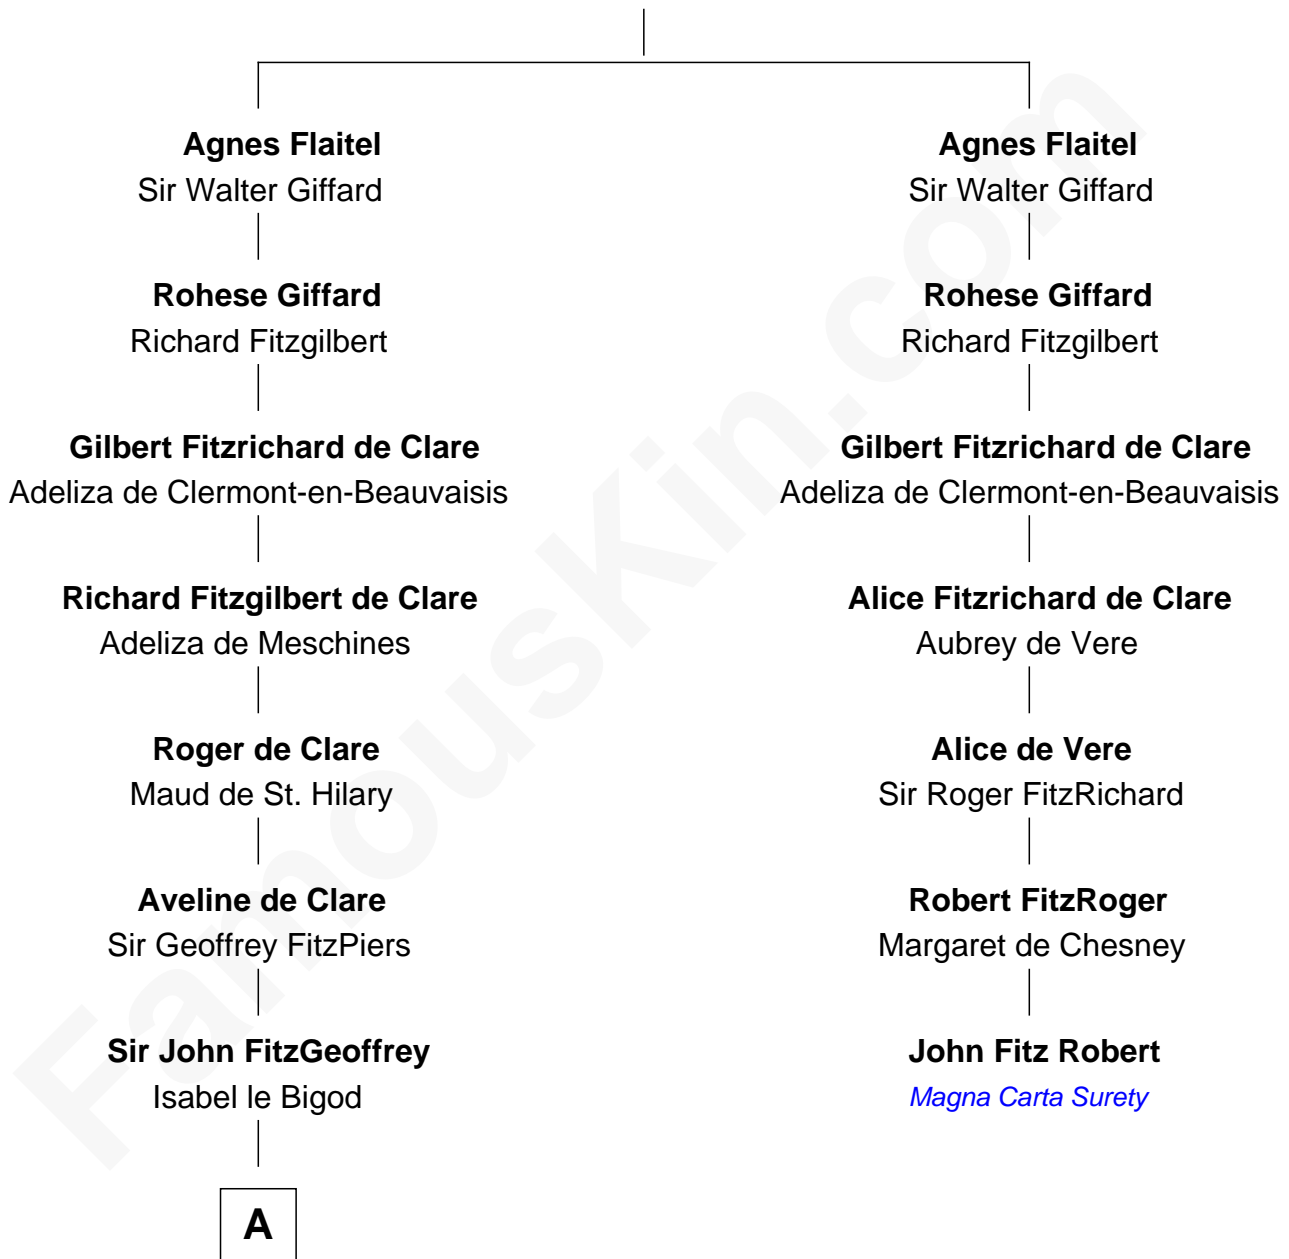 Agnes Flaitel
Sir Walter Giffard
Rohese Giffard
Richard Fitzgilbert
Gilbert Fitzrichard de Clare
Adeliza de Clermont-en-Beauvaisis
Richard Fitzgilbert de Clare
Adeliza de Meschines
Roger de Clare
Maud de St. Hilary
Aveline de Clare
Sir Geoffrey FitzPiers
Sir John FitzGeoffrey
Isabel le Bigod
A
Agnes Flaitel
Sir Walter Giffard
Rohese Giffard
Richard Fitzgilbert
Gilbert Fitzrichard de Clare
Adeliza de Clermont-en-Beauvaisis
Alice Fitzrichard de Clare
Aubrey de Vere
Alice de Vere
Sir Roger FitzRichard
Robert FitzRoger
Margaret de Chesney
John Fitz Robert
Magna Carta Surety
FamousKin.com